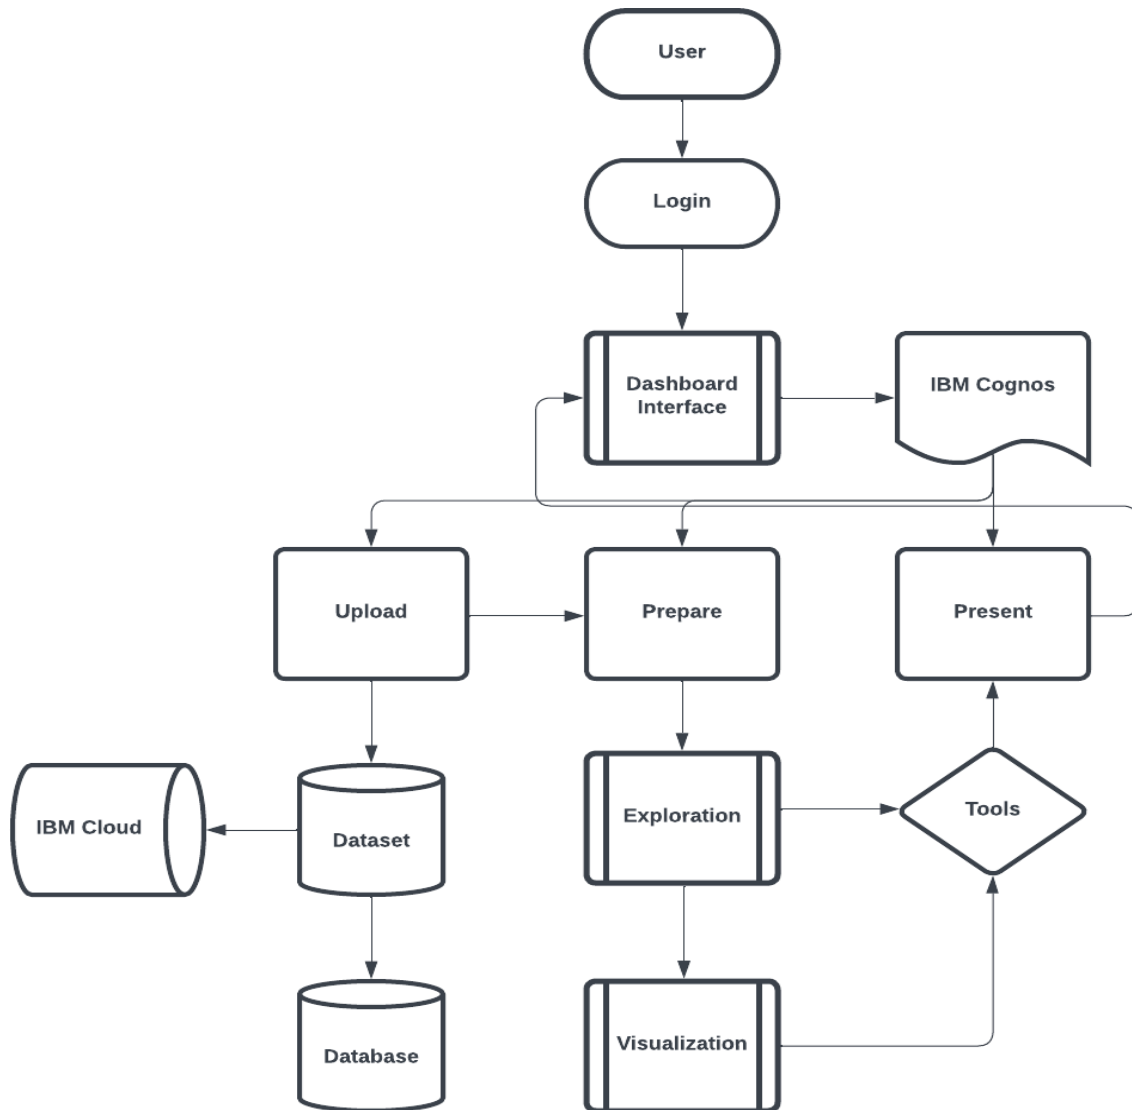 User
Login
Dashboard
Interface
IBM Cognos
Upload
Prepare
Present
IBM Cloud
Dataset
Exploration
Tools
Database
Visualization